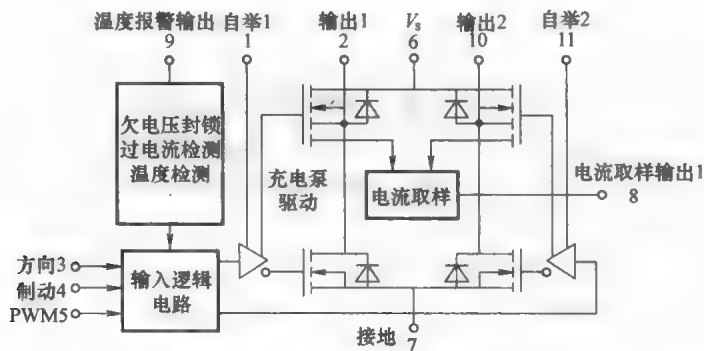 温度报警输出
9
自举1
1
输出1
2
Vs
6
输出2
10
自举2
11
欠电压封锁
过电流检测
温度检测
充电泵
驱动
电流取样
电流取样输出1
8
方向3
制动4
PWM5
输入逻辑
电路
接地
7